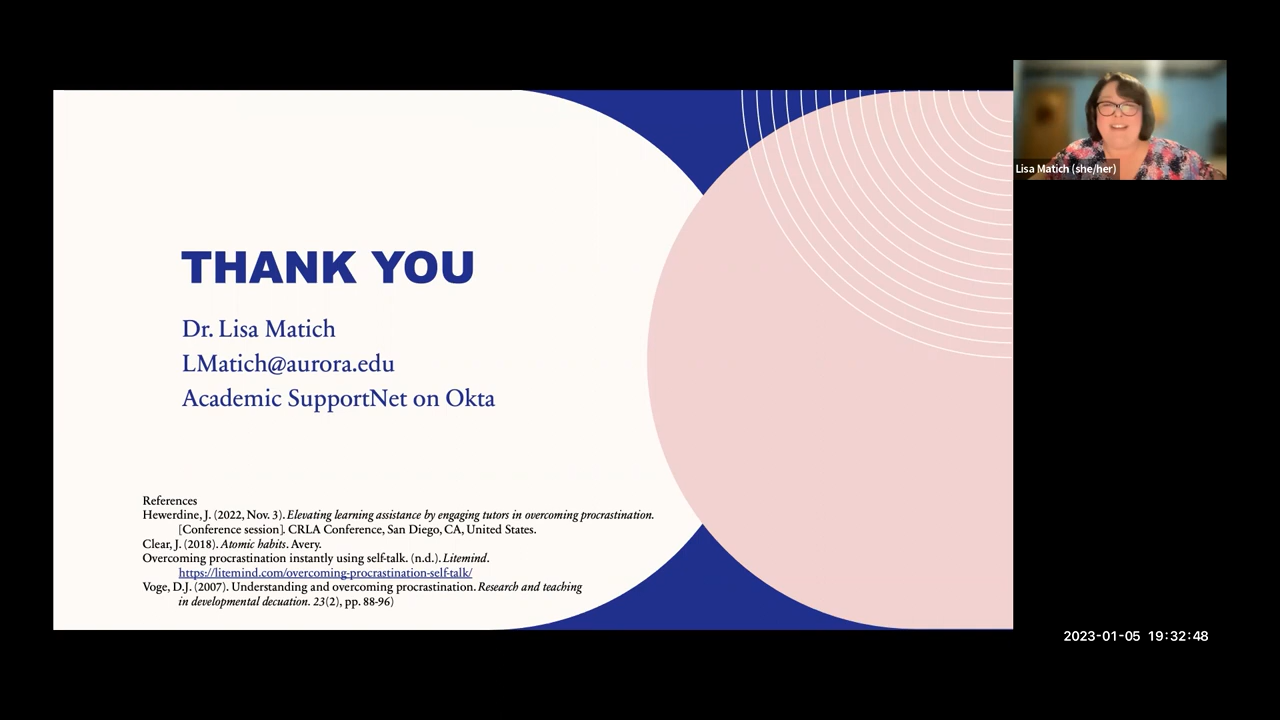 THANK YOU
Dr. Lisa Matich
LMatich@aurora.edu
Academic SupportNet on Okta
References
Hewerdine, J. (2022, Nov. 3). Elevating learning assistance by engaging tutors in overcoming procrastination.
[Conference session]. CRLA Conference, San Diego, CA, United States.
Clear, J. (2018). Atomic habits. Avery.
Overcoming procrastination instantly using self-talk. (n.d.). Litemind.
https://litemind.com/overcoming-procrastination-self-talk/
Voge, D.J. (2007). Understanding and overcoming procrastination. Research and teaching
in developmental decuation. 23(2), pp. 88-96)
Lisa Matich (she/her)
2023-01-05 19:32:48